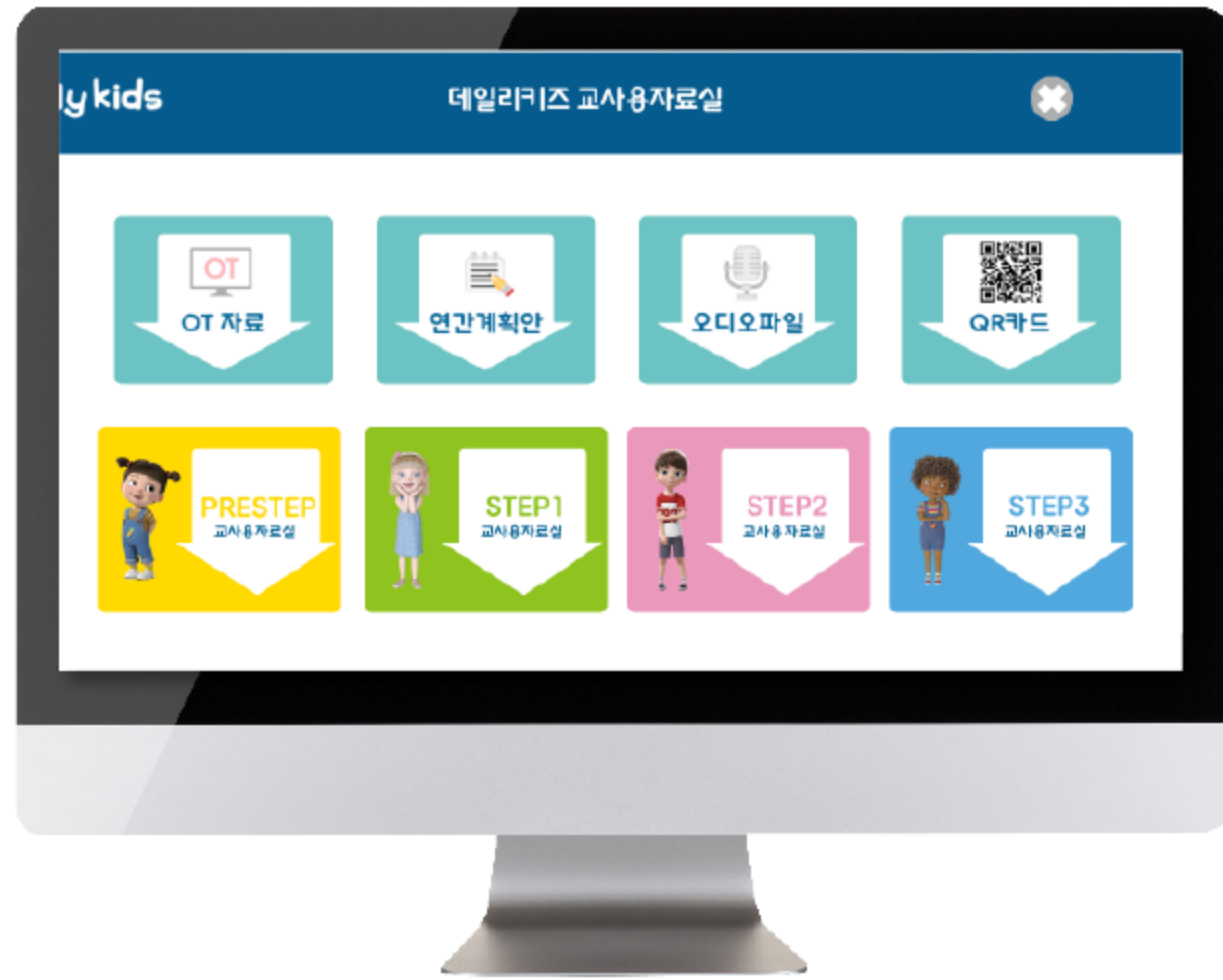 ly kids
데일리키즈 교사용자료실
OT
OT 자료
연간계획안
오디오파일
QR카드
PRESTEP
교사용자료실
STEP1
교사용자료실
STEP2
교사용자료실
STEP3
교사용자료실